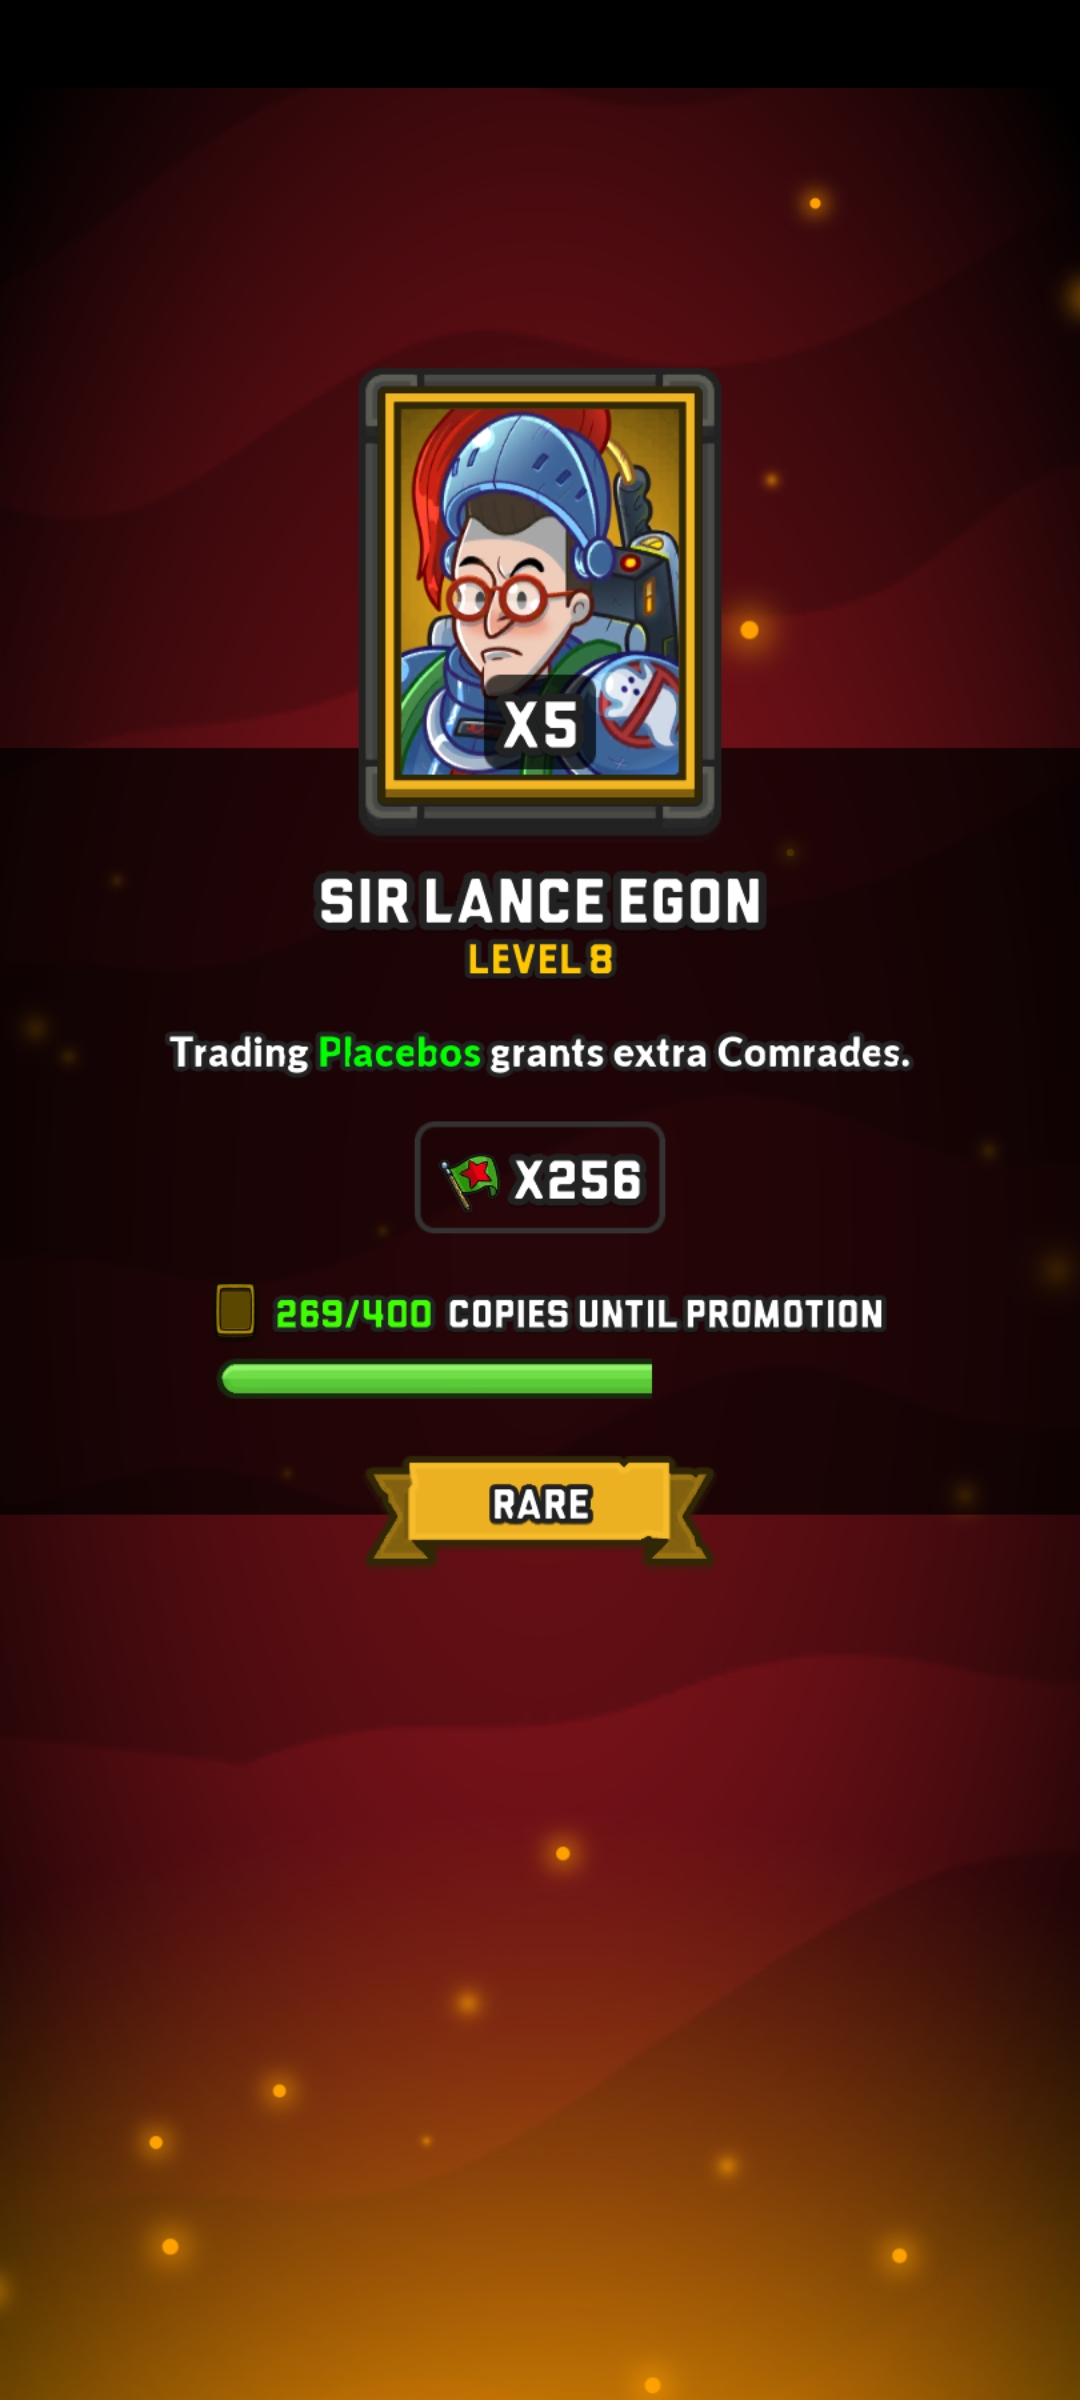 X5
SIR LANCE EGON
LEVEL 8
Trading Placebos grants extra Comrades.
X256
269/400 COPIES UNTIL PROMOTION
RARE